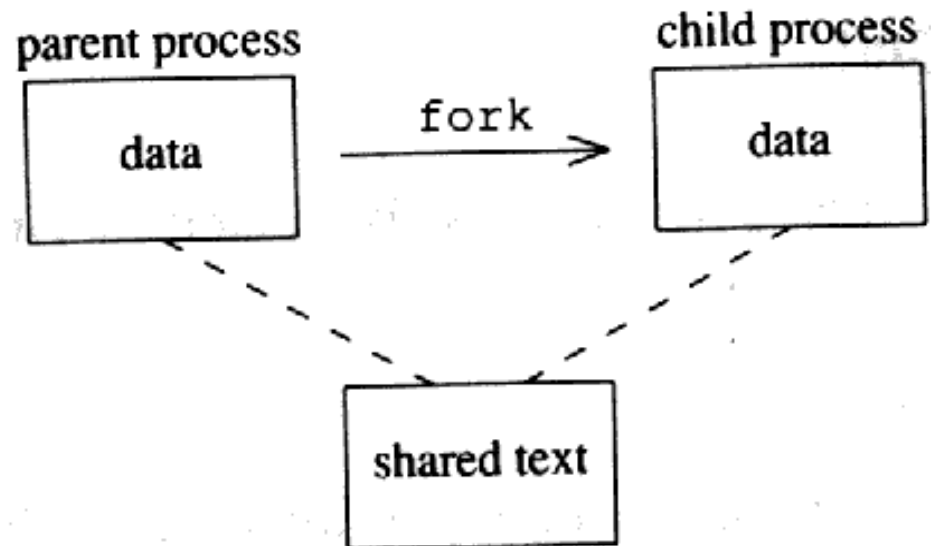 parent process
child process
data
fork
data
shared text